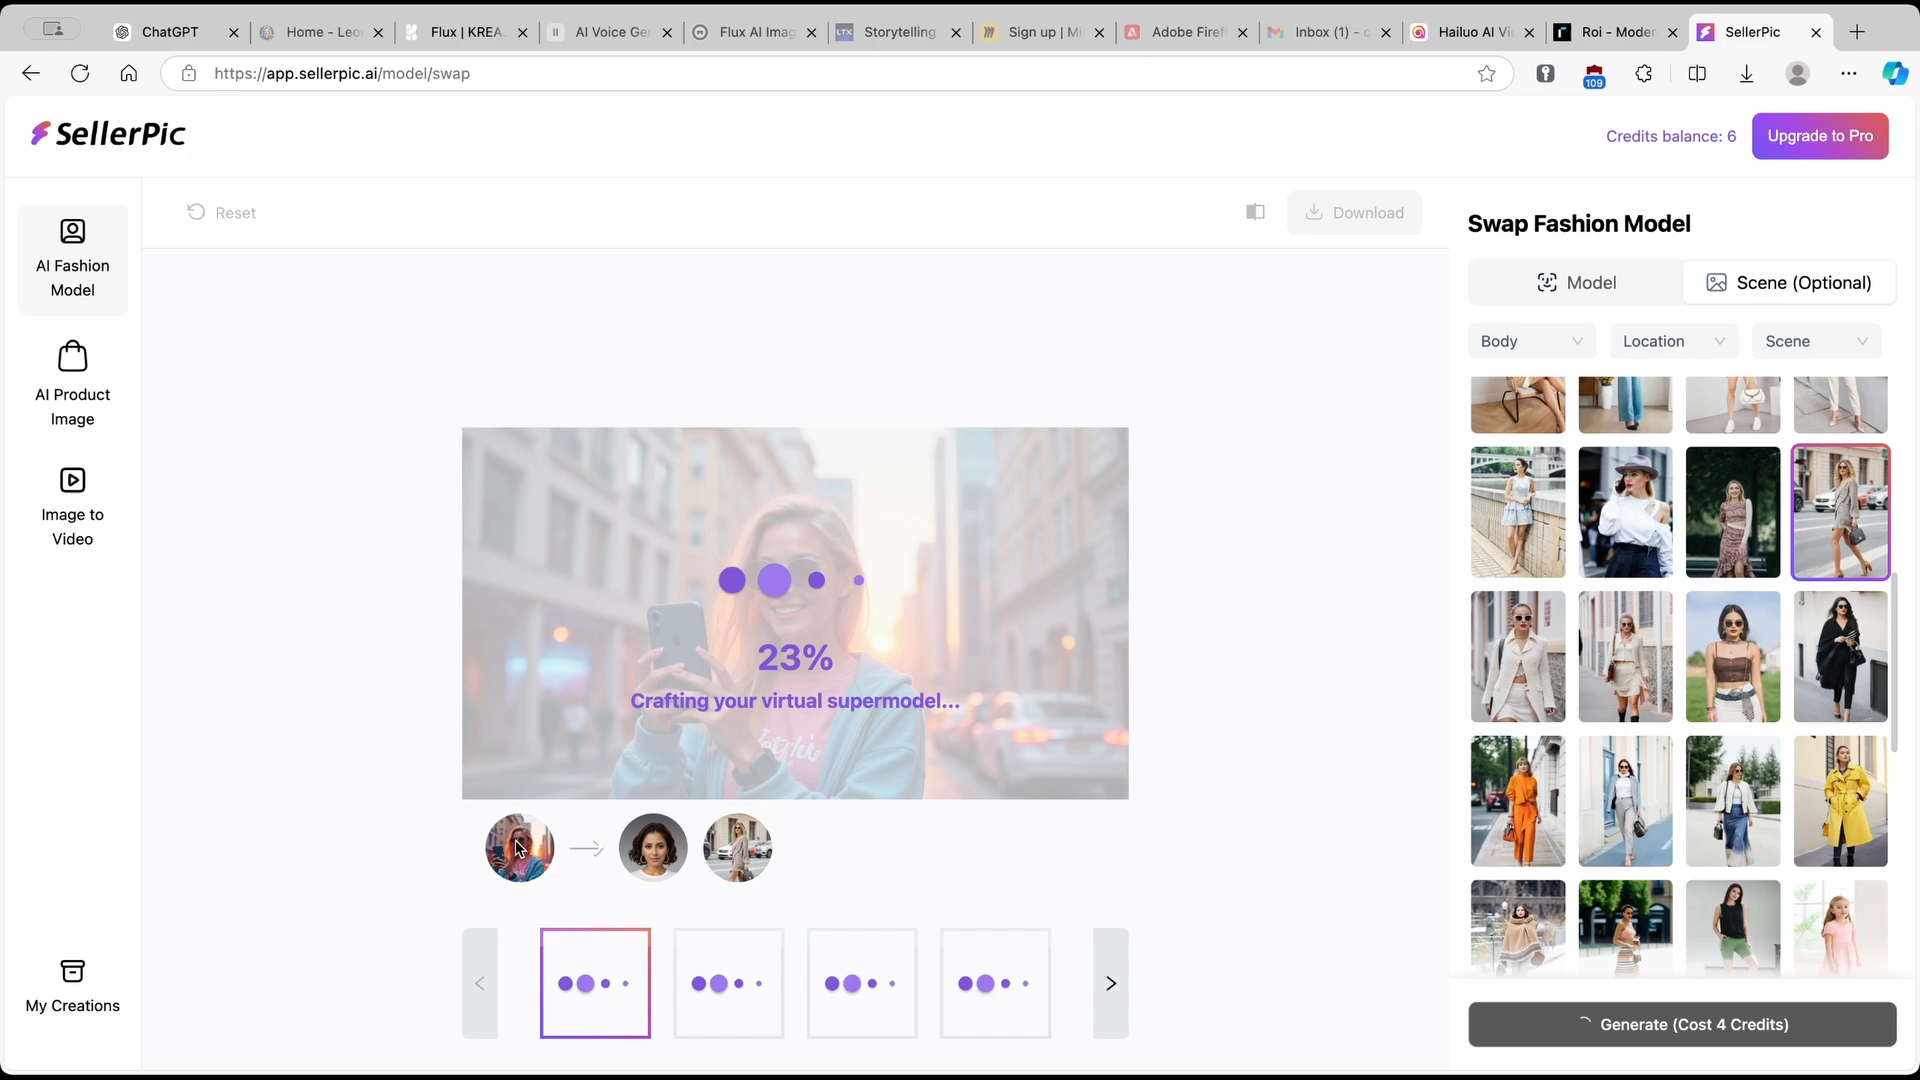 ChatGPT
Home - Leo
Flux | KREA
AI Voice Ge
Flux AI Imag
LTX
Storytelling
Sign up | Mi
Adobe Firef
Inbox (1) - c
Hailuo AI Vi
Roi - Moder
SellerPic
https://app.sellerpic.ai/model/swap
109
SellerPic
Credits balance: 6
Upgrade to Pro
AI Fashion
Model
AI Product
Image
Image to
Video
My Creations
Reset
Download
23%
Crafting your virtual supermodel...
Swap Fashion Model
Model
Scene (Optional)
Body
Location
Scene
Generate (Cost 4 Credits)